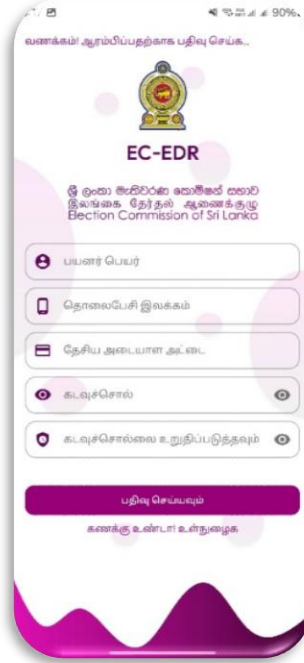 90%
வணக்கம்! ஆரம்பிப்பதற்காக பதிவு செய்க..
EC-EDR
ශ්‍රී ලංකා මැතිවරණ කොමිෂන් සභාව
இலங்கை தேர்தல் ஆணைக்குழு
Election Commission of Sri Lanka
பயனர் பெயர்
தொலைபேசி இலக்கம்
தேசிய அடையாள அட்டை
கடவுச்சொல்
கடவுச்சொல்லை உறுதிப்படுத்தவும்
பதிவு செய்யவும்
கணக்கு உண்டா! உள்நுழைக